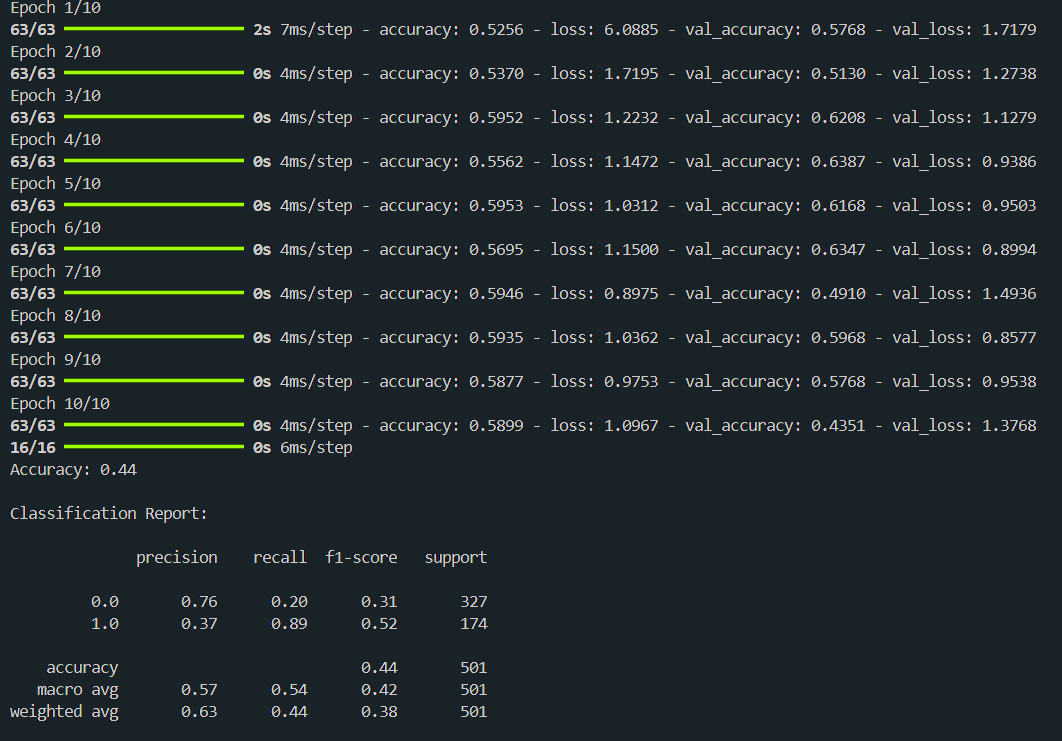 Epoch 1/10
63/63 2s 7ms/step - accuracy: 0.5256 - loss: 6.0885 - val_accuracy: 0.5768 - val_loss: 1.7179
Epoch 2/10
63/63 0s 4ms/step - accuracy: 0.5370 - loss: 1.7195 - val_accuracy: 0.5130 - val_loss: 1.2738
Epoch 3/10
63/63 0s 4ms/step - accuracy: 0.5952 - loss: 1.2232 - val_accuracy: 0.6208 - val_loss: 1.1279
Epoch 4/10
63/63 0s 4ms/step - accuracy: 0.5562 - loss: 1.1472 - val_accuracy: 0.6387 - val_loss: 0.9386
Epoch 5/10
63/63 0s 4ms/step - accuracy: 0.5953 - loss: 1.0312 - val_accuracy: 0.6168 - val_loss: 0.9503
Epoch 6/10
63/63 0s 4ms/step - accuracy: 0.5695 - loss: 1.1500 - val_accuracy: 0.6347 - val_loss: 0.8994
Epoch 7/10
63/63 0s 4ms/step - accuracy: 0.5946 - loss: 0.8975 - val_accuracy: 0.4910 - val_loss: 1.4936
Epoch 8/10
63/63 0s 4ms/step - accuracy: 0.5935 - loss: 1.0362 - val_accuracy: 0.5968 - val_loss: 0.8577
Epoch 9/10
63/63 0s 4ms/step - accuracy: 0.5877 - loss: 0.9753 - val_accuracy: 0.5768 - val_loss: 0.9538
Epoch 10/10
63/63 0s 4ms/step - accuracy: 0.5899 - loss: 1.0967 - val_accuracy: 0.4351 - val_loss: 1.3768
16/16 0s 6ms/step
Accuracy: 0.44
Classification Report:
precision recall f1-score support
0.0 0.76 0.20 0.31 327
1.0 0.37 0.89 0.52 174
accuracy 0.44 501
macro avg 0.57 0.54 0.42 501
weighted avg 0.63 0.44 0.38 501